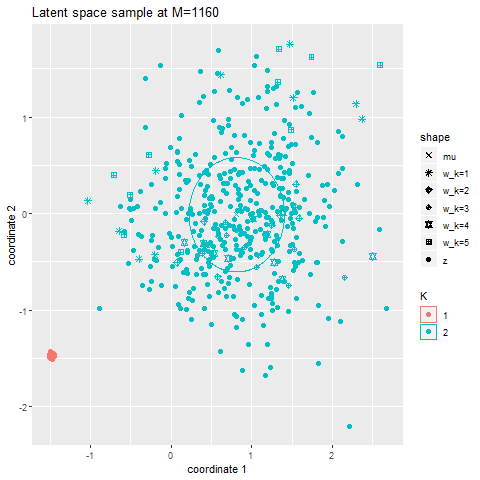 Latent space sample at M=1160
coordinate 2
1
0
-1
-2
-1
0
1
2
coordinate 1
shape
mu
w_k=1
w_k=2
w_k=3
w_k=4
w_k=5
z
K
1
2